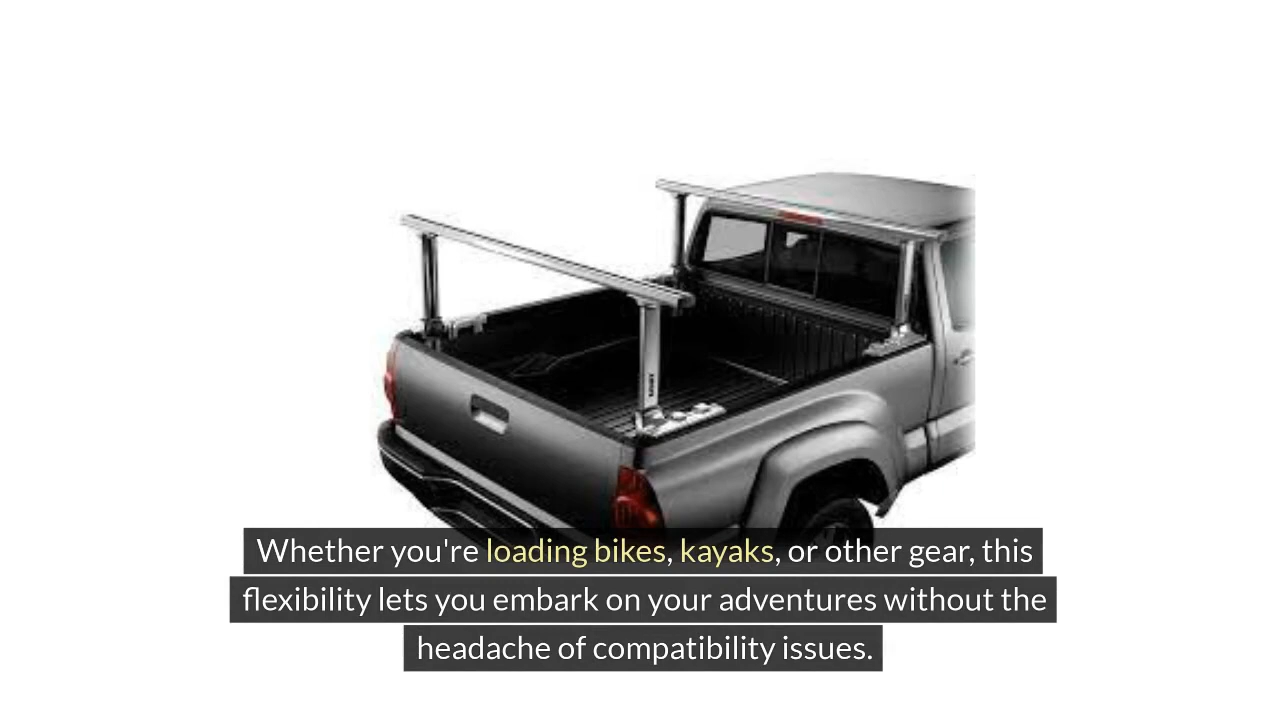 Whether you're loading bikes, kayaks, or other gear, this
flexibility lets you embark on your adventures without the
headache of compatibility issues.